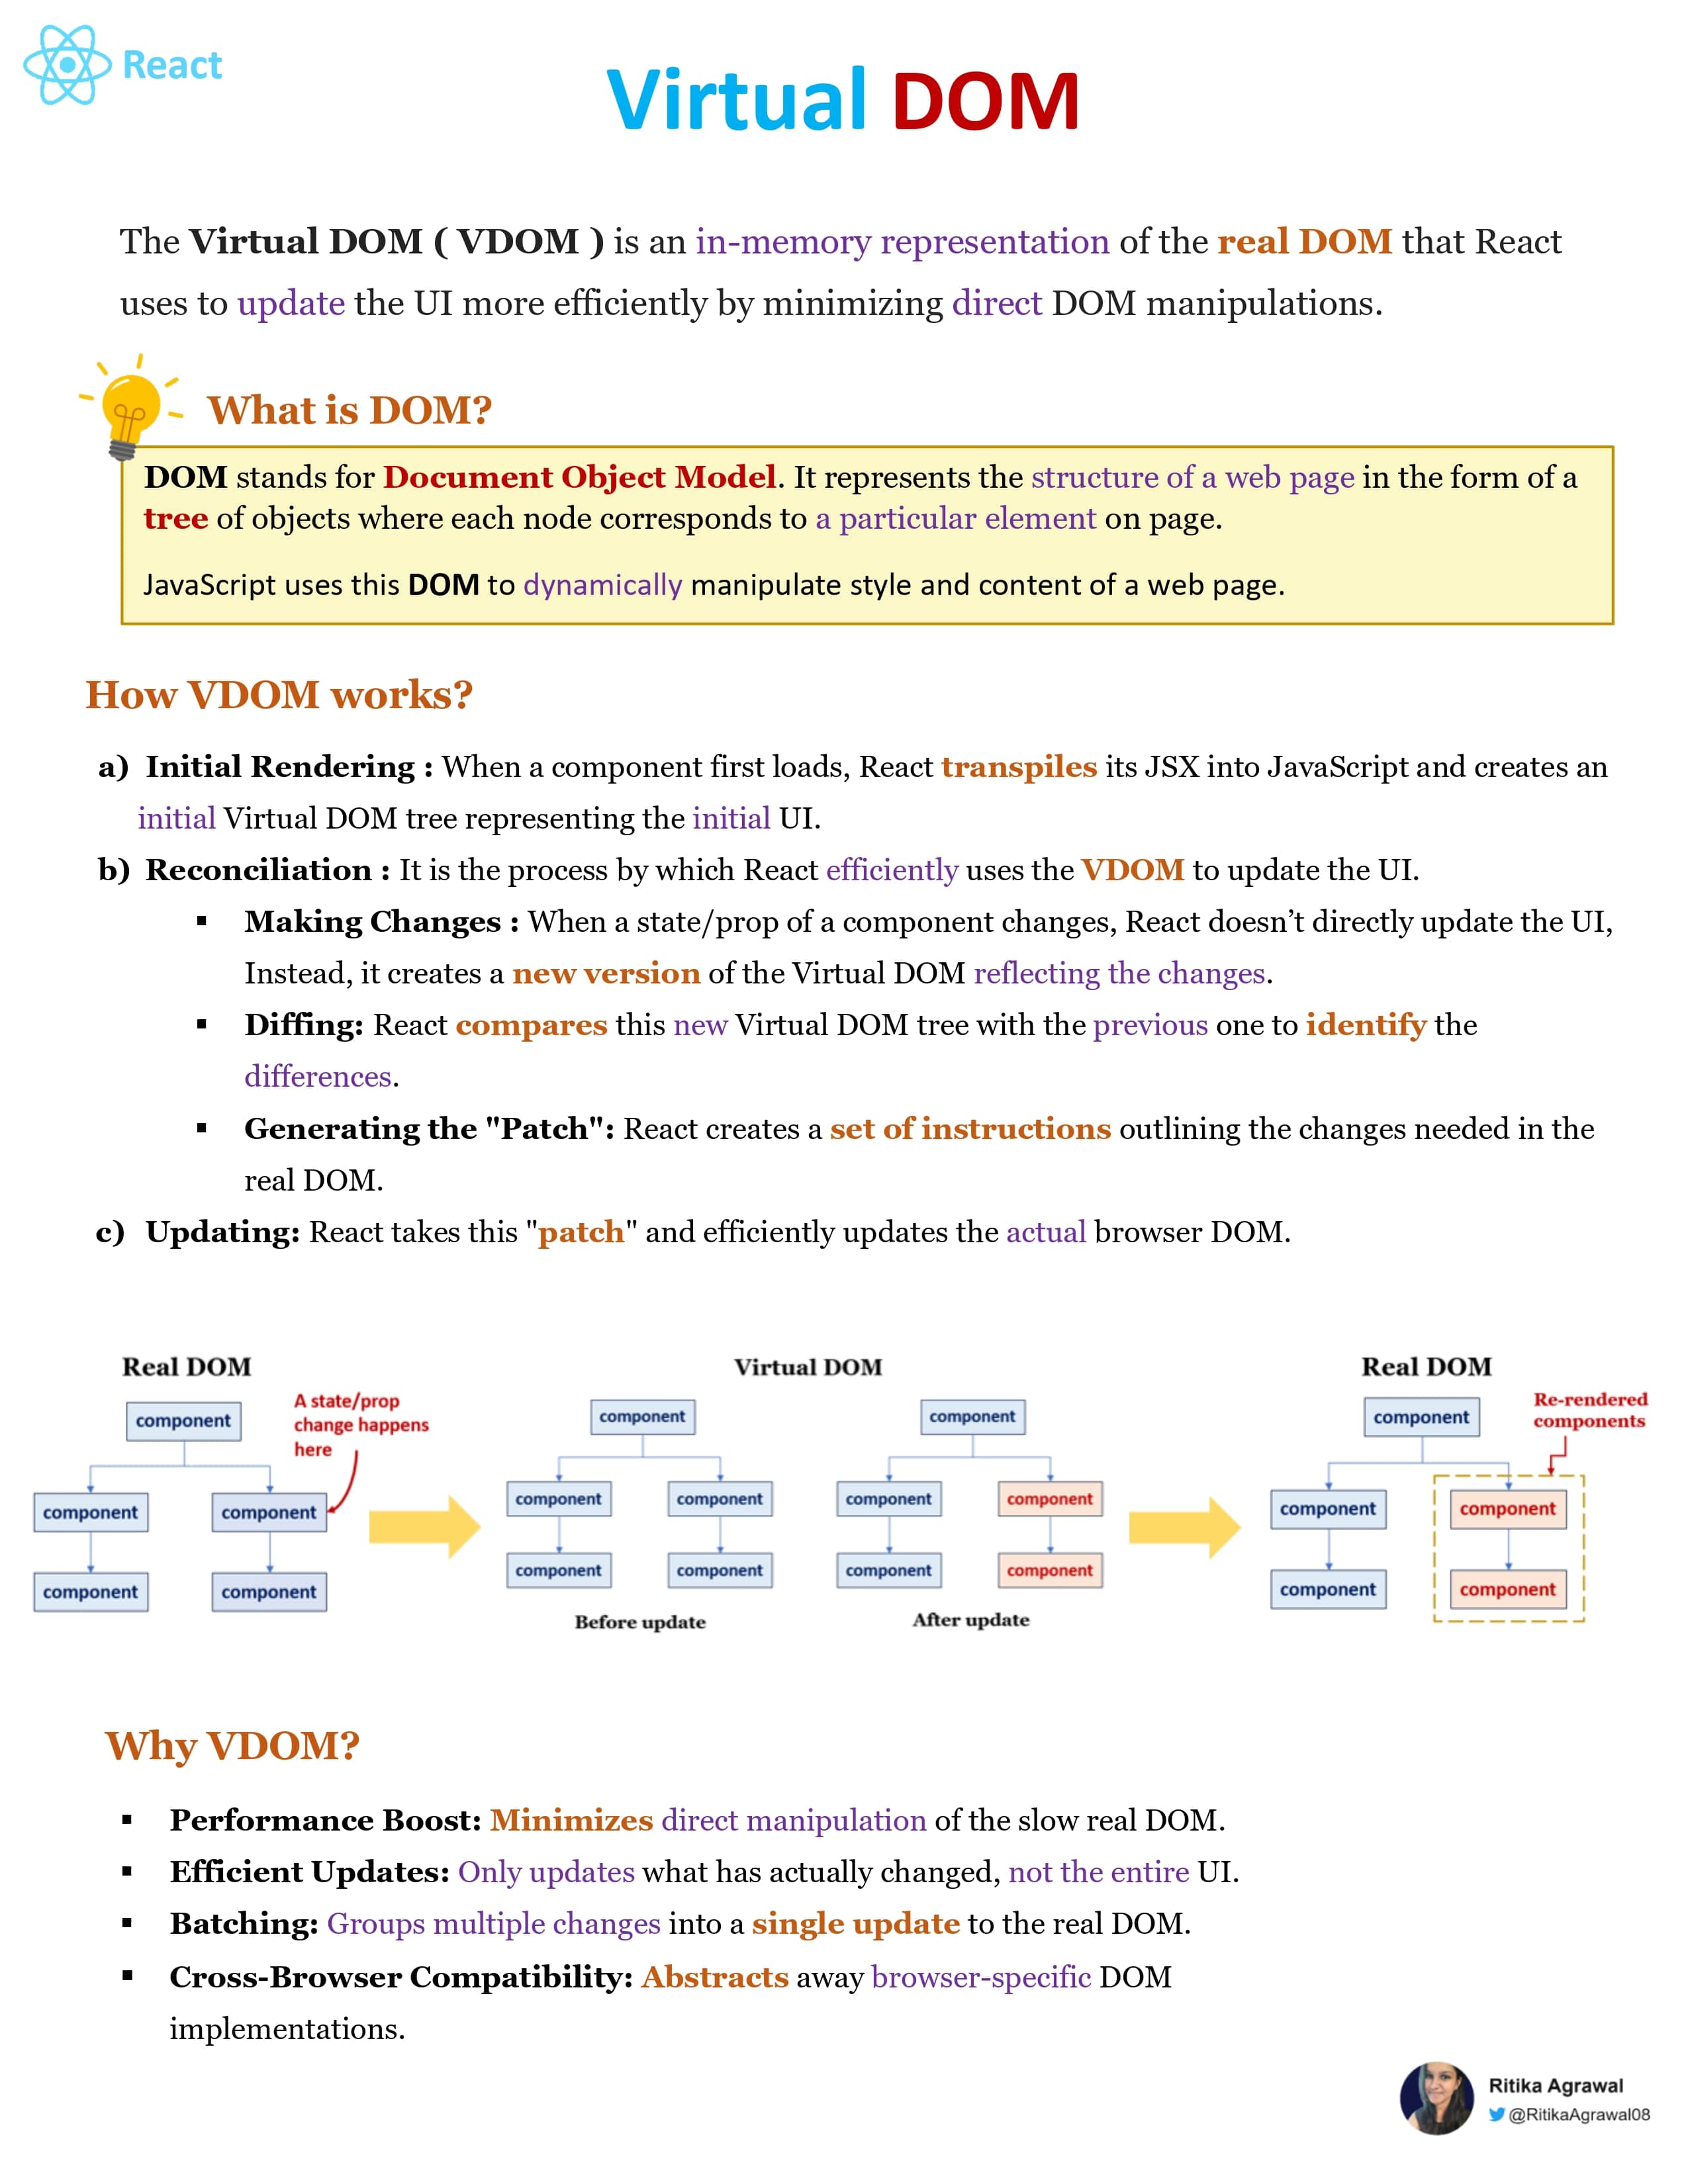 React
Virtual DOM
The Virtual DOM ( VDOM ) is an in-memory representation of the real DOM that React
uses to update the UI more efficiently by minimizing direct DOM manipulations.
What is DOM?
DOM stands for Document Object Model. It represents the structure of a web page in the form of a
tree of objects where each node corresponds to a particular element on page.
JavaScript uses this DOM to dynamically manipulate style and content of a web page.
How VDOM works?
a) Initial Rendering : When a component first loads, React transpiles its JSX into JavaScript and creates an
initial Virtual DOM tree representing the initial UI.
b) Reconciliation : It is the process by which React efficiently uses the VDOM to update the UI.
▪ Making Changes : When a state/prop of a component changes, React doesn’t directly update the UI,
Instead, it creates a new version of the Virtual DOM reflecting the changes.
▪ Diffing: React compares this new Virtual DOM tree with the previous one to identify the
differences.
▪ Generating the "Patch": React creates a set of instructions outlining the changes needed in the
real DOM.
c) Updating: React takes this "patch" and efficiently updates the actual browser DOM.
Real DOM
component
A state/prop
change happens
here
component component
component component
Virtual DOM
component
component component
component component
Before update
component
component component
component component
After update
Real DOM
component
Re-rendered
components
component component
component component
Why VDOM?
▪ Performance Boost: Minimizes direct manipulation of the slow real DOM.
▪ Efficient Updates: Only updates what has actually changed, not the entire UI.
▪ Batching: Groups multiple changes into a single update to the real DOM.
▪ Cross-Browser Compatibility: Abstracts away browser-specific DOM
implementations.
Ritika Agrawal
@RitikaAgrawal08